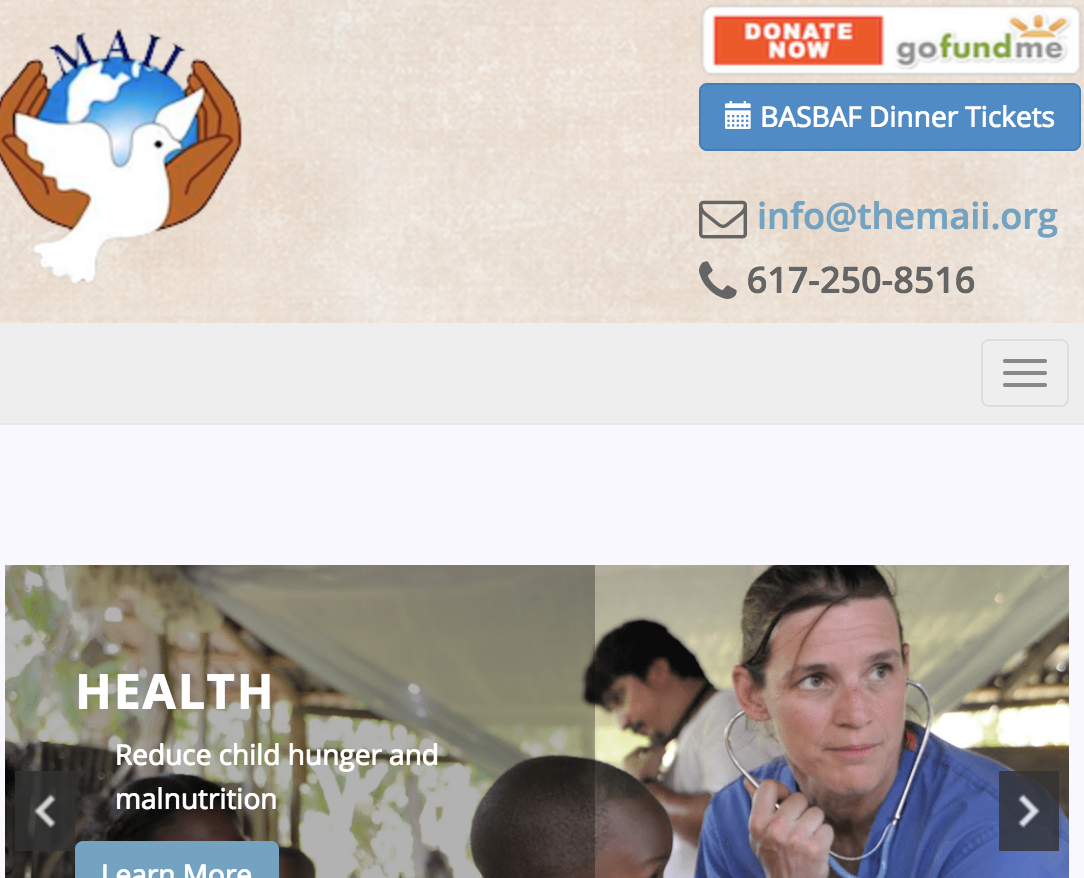 MAII
DONATE
NOW
gofundme
BASBAF Dinner Tickets
info@themaii.org
617-250-8516
HEALTH
Reduce child hunger and
malnutrition
Learn More